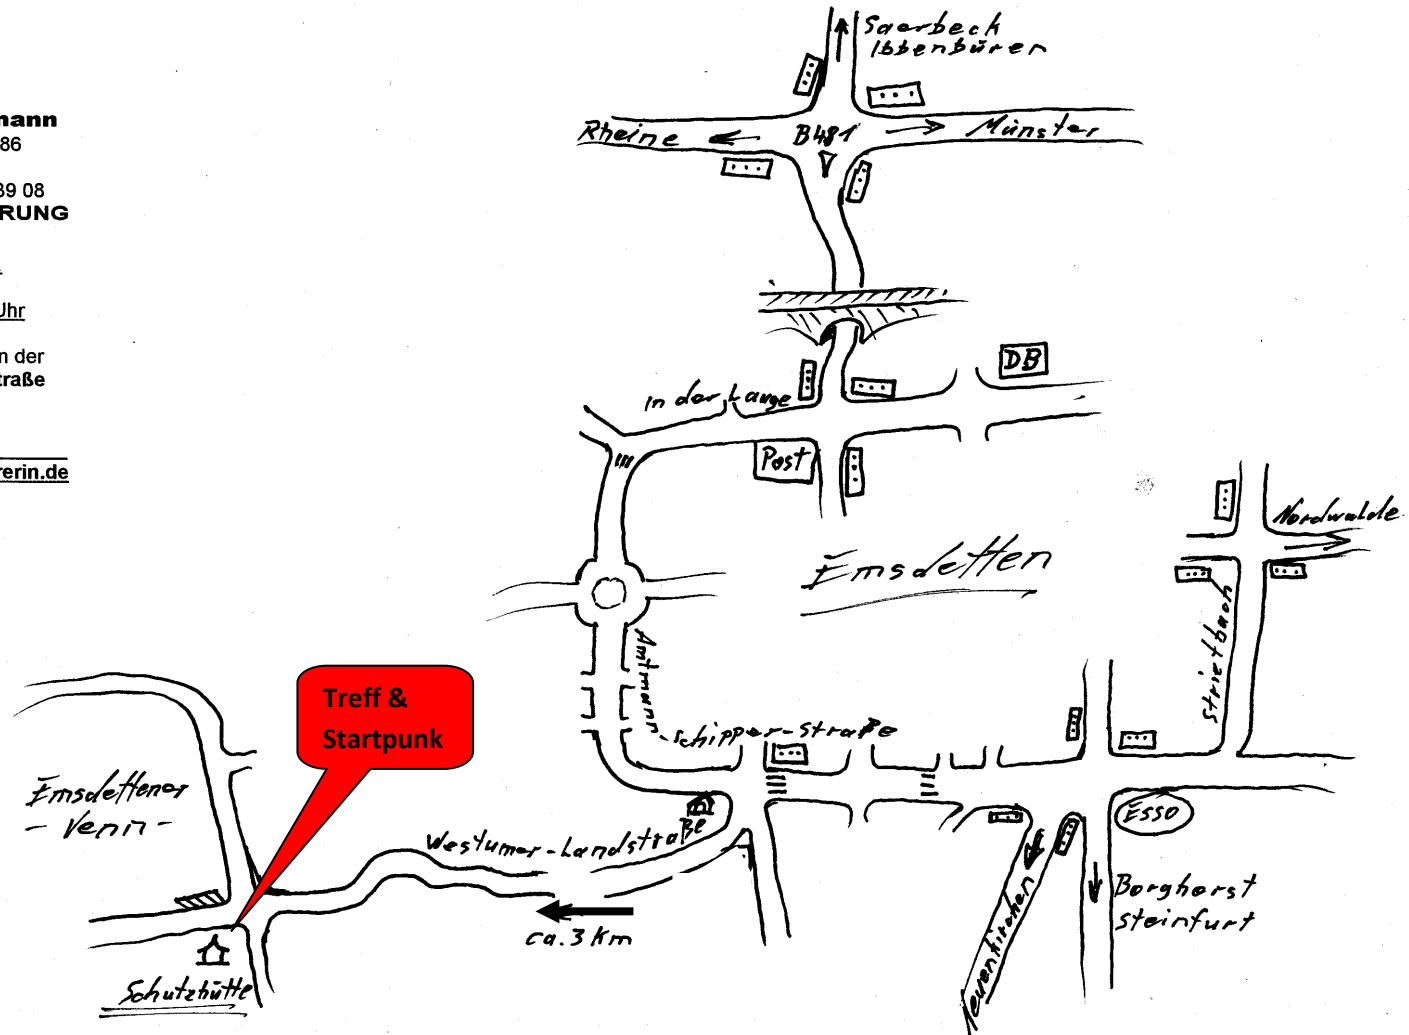 mann
86
39 08
RUNG
Uhr
n der
traße
rerin.de
Saerbeck
Ibbenbüren
Rheine
B481
Münster
DB
In der Lauge
Post
Nordwalde
Emsdetten
strietbach
Amtmann-Schipper-Straße
Treff &
Startpunk
Emsdettener
- Venn -
Westumer-Landstraße
ESSO
ca. 3 km
Borghorst
Steinfurt
Neuenkirchen
Schutzhütte